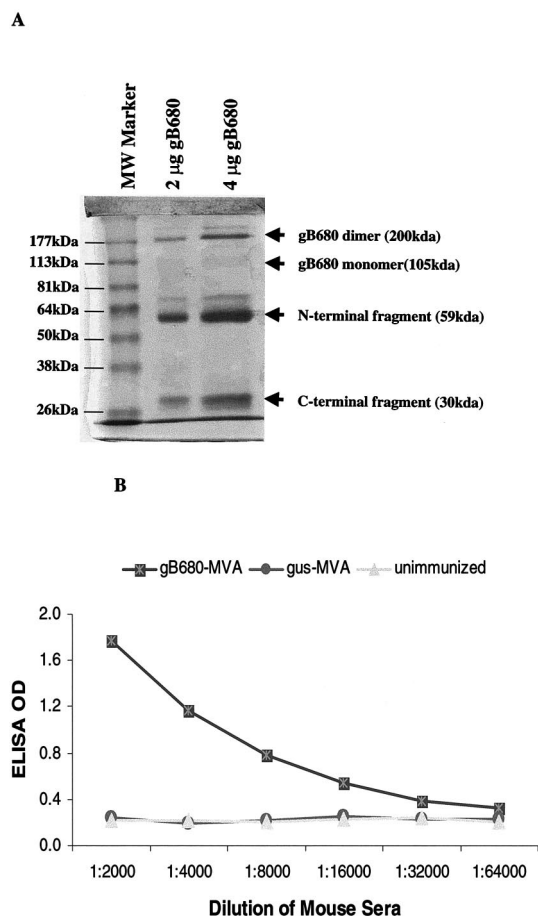 A
MW Marker
2 µg gB680
4 µg gB680
177kDa
113kDa
81kDa
64kDa
50kDa
38kDa
26kDa
gB680 dimer (200kda)
gB680 monomer(105kda)
N-terminal fragment (59kda)
C-terminal fragment (30kda)
B
gB680-MVA
gus-MVA
unimmunized
ELISA OD
2.0
1.6
1.2
0.8
0.4
0.0
1:2000
1:4000
1:8000
1:16000
1:32000
1:64000
Dilution of Mouse Sera